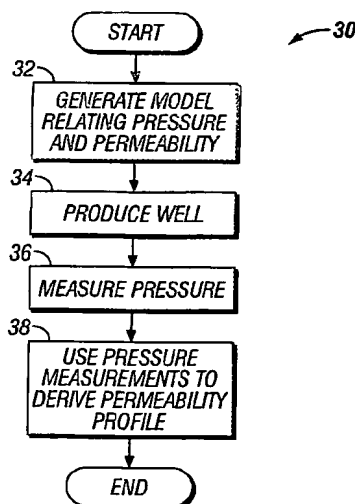 START
30
32
GENERATE MODEL
RELATING PRESSURE
AND PERMEABILITY
34
PRODUCE WELL
36
MEASURE PRESSURE
38
USE PRESSURE
MEASUREMENTS TO
DERIVE PERMEABILITY
PROFILE
END